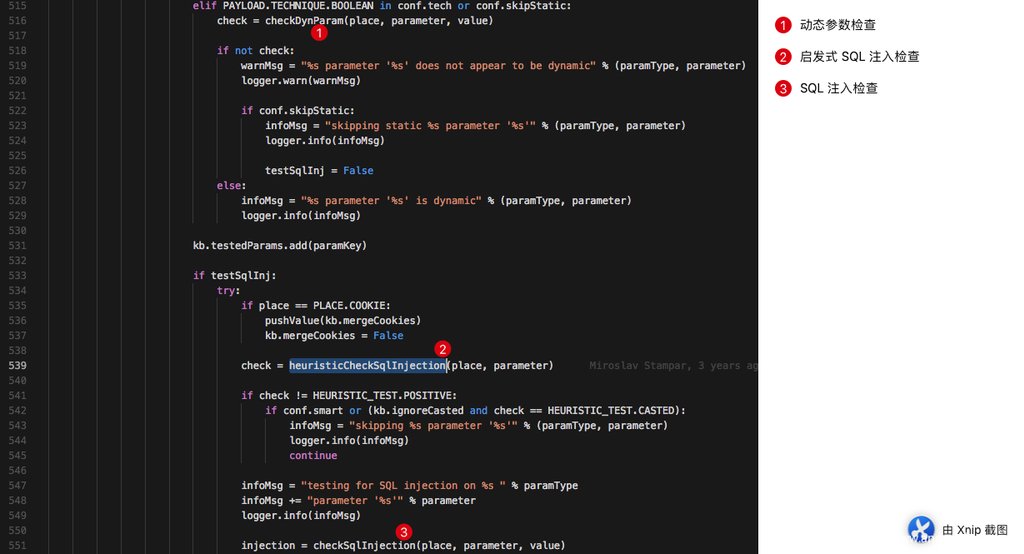 515 elif PAYLOAD.TECHNIQUE.BOOLEAN in conf.tech or conf.skipStatic:
516 check = checkDynParam(place, parameter, value)
1
517
518 if not check:
519 warnMsg = "%s parameter '%s' does not appear to be dynamic" % (paramType, parameter)
520 logger.warn(warnMsg)
521
522 if conf.skipStatic:
523 infoMsg = "skipping static %s parameter '%s'" % (paramType, parameter)
524 logger.info(infoMsg)
525
526 testSqlInj = False
527 else:
528 infoMsg = "%s parameter '%s' is dynamic" % (paramType, parameter)
529 logger.info(infoMsg)
530
531 kb.testedParams.add(paramKey)
532
533 if testSqlInj:
534 try:
535 if place == PLACE.COOKIE:
536 pushValue(kb.mergeCookies)
537 kb.mergeCookies = False
538
2
539 check = heuristicCheckSqlInjection(place, parameter) Miroslav Stampar, 3 years
540
541 if check != HEURISTIC_TEST.POSITIVE:
542 if conf.smart or (kb.ignoreCasted and check == HEURISTIC_TEST.CASTED):
543 infoMsg = "skipping %s parameter '%s'" % (paramType, parameter)
544 logger.info(infoMsg)
545 continue
546
547 infoMsg = "testing for SQL injection on %s " % paramType
548 infoMsg += "parameter '%s'" % parameter
549 logger.info(infoMsg)
550
3
551 injection = checkSqlInjection(place, parameter, value)
1 动态参数检查
2 启发式 SQL 注入检查
3 SQL 注入检查
由 Xnip 截图